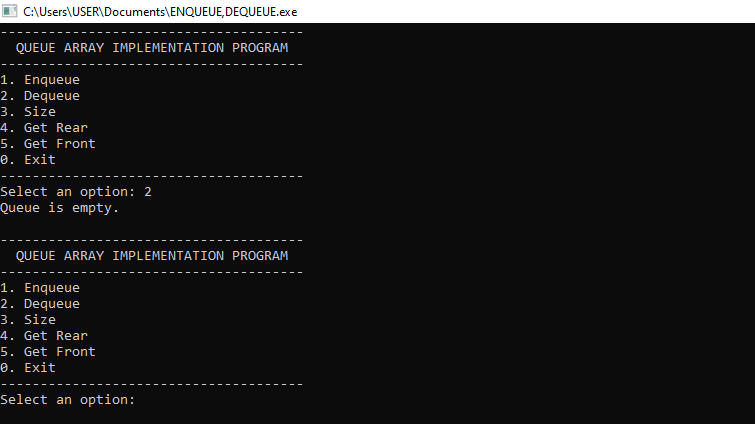 C:\Users\USER\Documents\ENQUEUE,DEQUEUE.exe
--------------------------------------
  QUEUE ARRAY IMPLEMENTATION PROGRAM
--------------------------------------
1. Enqueue
2. Dequeue
3. Size
4. Get Rear
5. Get Front
0. Exit
--------------------------------------
Select an option: 2
Queue is empty.

--------------------------------------
  QUEUE ARRAY IMPLEMENTATION PROGRAM
--------------------------------------
1. Enqueue
2. Dequeue
3. Size
4. Get Rear
5. Get Front
0. Exit
--------------------------------------
Select an option: